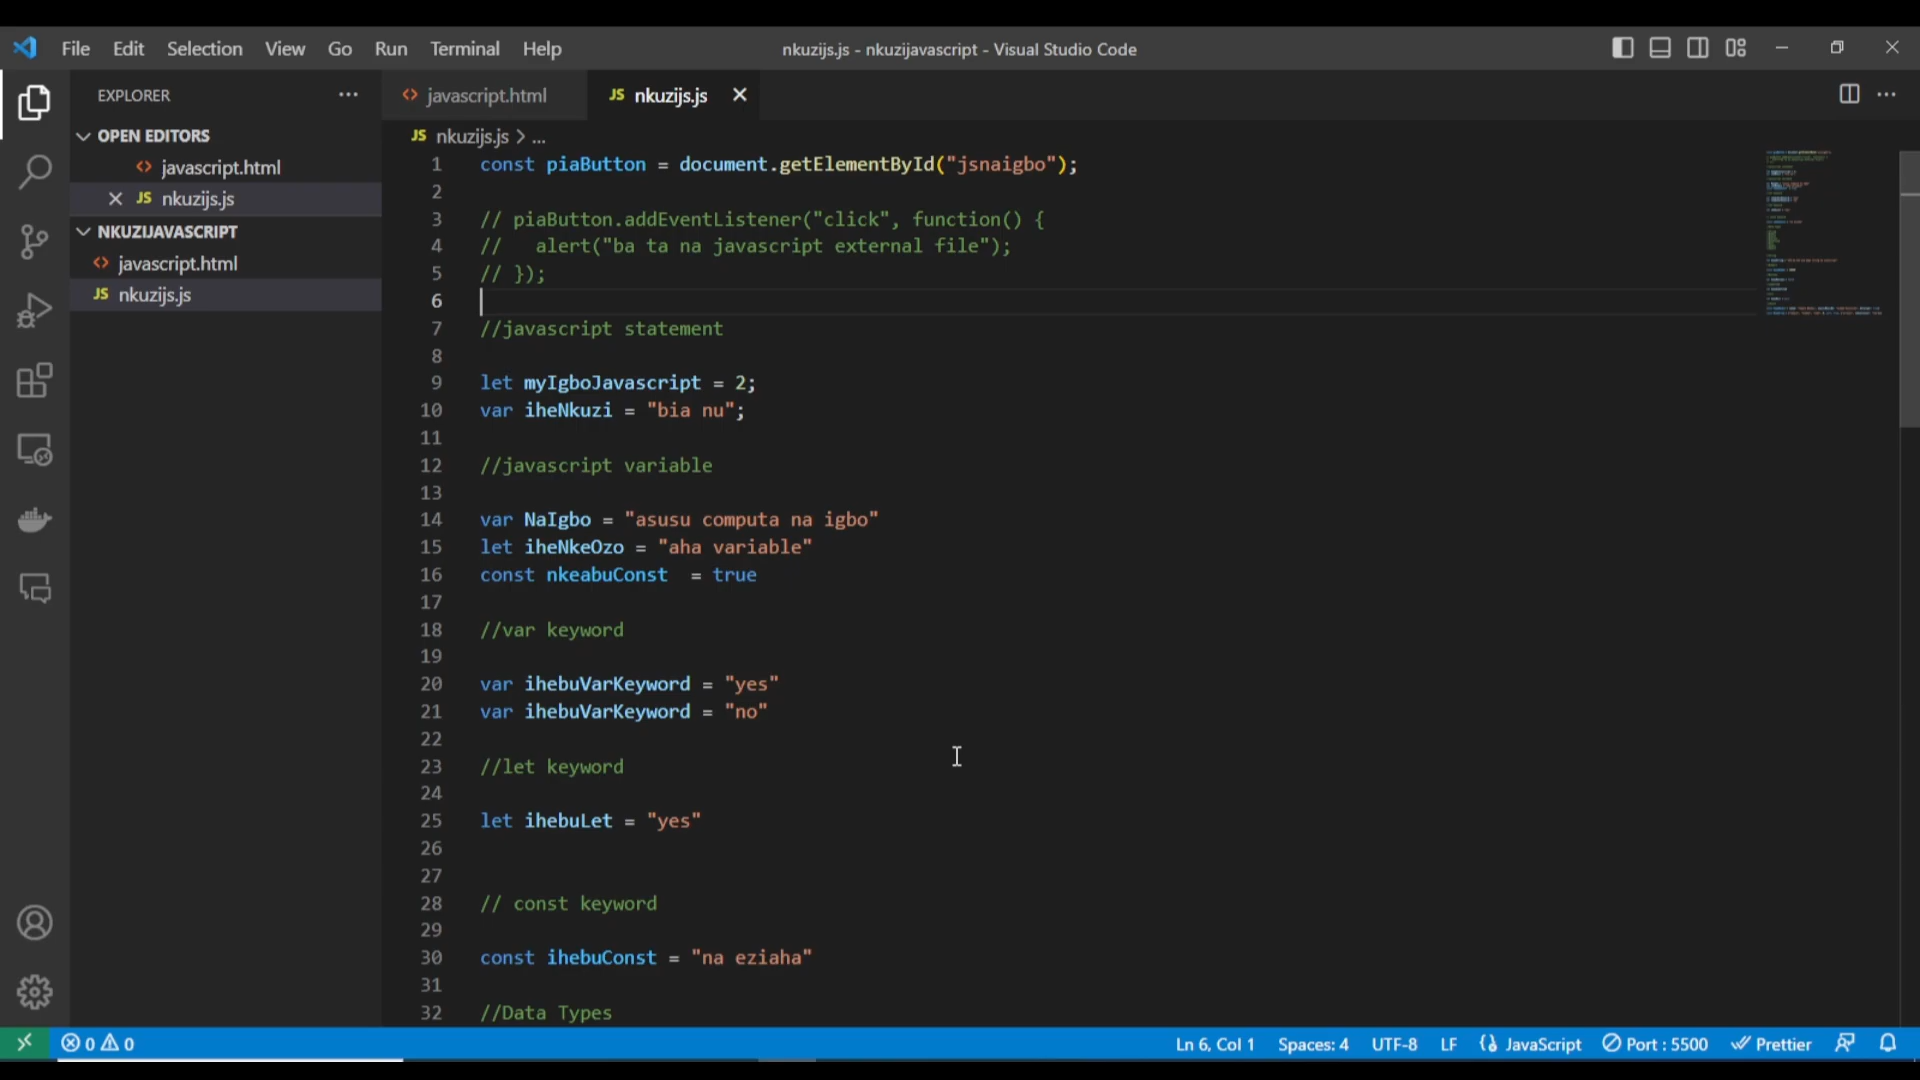 File Edit Selection View Go Run Terminal Help
nkuzijs.js - nkuzijavascript - Visual Studio Code
EXPLORER
OPEN EDITORS
javascript.html
JS nkuzijs.js
NKUZIJAVASCRIPT
javascript.html
JS nkuzijs.js
javascript.html
JS nkuzijs.js
JS nkuzijs.js > ...
1 const piaButton = document.getElementById("jsnaigbo");
2
3 // piaButton.addEventListener("click", function() {
4 //   alert("ba ta na javascript external file");
5 // });
6
7 //javascript statement
8
9 let myIgboJavascript = 2;
10 var iheNkuzi = "bia nu";
11
12 //javascript variable
13
14 var NaIgbo = "asusu computa na igbo"
15 let iheNkeOzo = "aha variable"
16 const nkeabuConst  = true
17
18 //var keyword
19
20 var ihebuVarKeyword = "yes"
21 var ihebuVarKeyword = "no"
22
23 //let keyword
24
25 let ihebuLet = "yes"
26
27
28 // const keyword
29
30 const ihebuConst = "na eziaha"
31
32 //Data Types
0 0
Ln 6, Col 1 Spaces: 4 UTF-8 LF JavaScript Port : 5500 Prettier